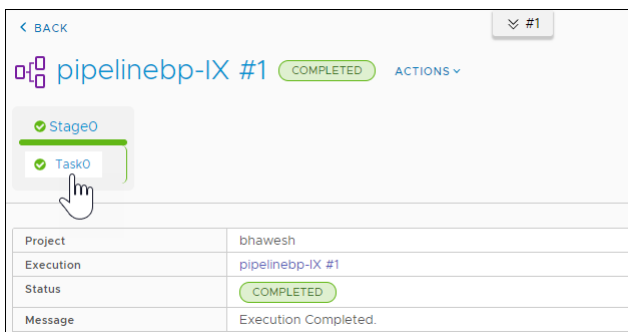 BACK
#1
pipelinebp-IX #1 COMPLETED ACTIONS
Stage0
Task0
Project bhawesh
Execution pipelinebp-IX #1
Status COMPLETED
Message Execution Completed.